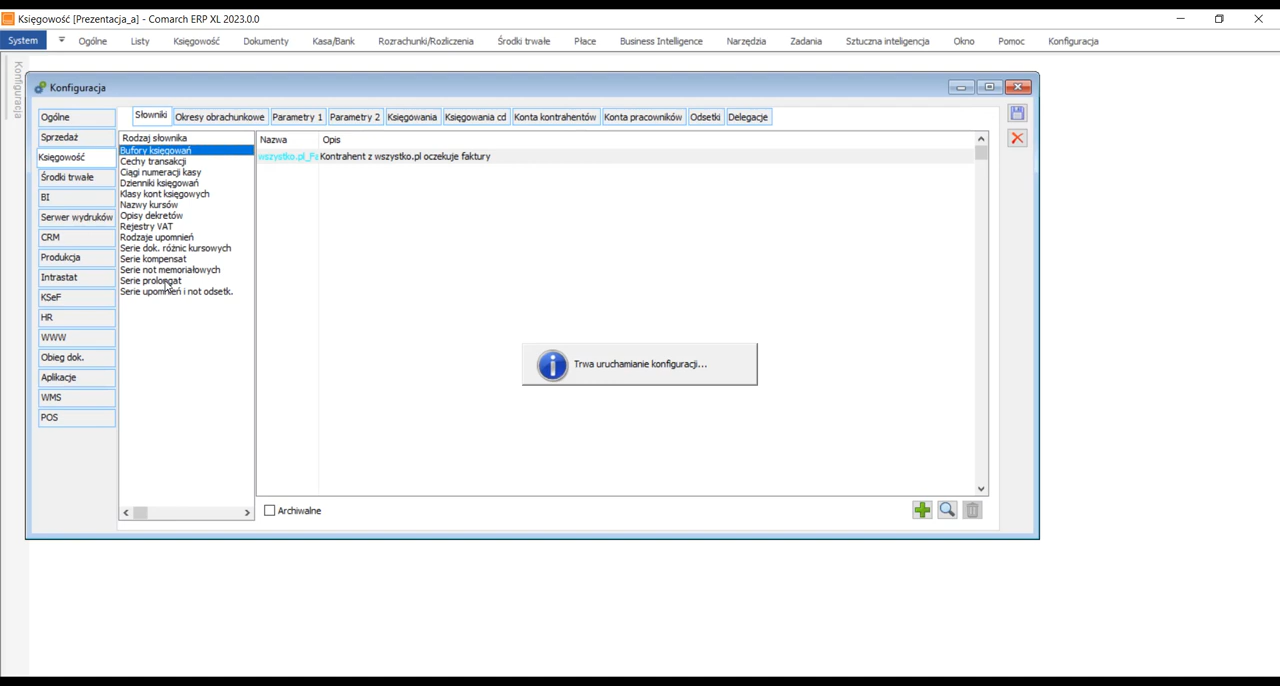 Księgowość [Prezentacja_a] - Comarch ERP XL 2023.0.0
System Ogólne Listy Księgowość Dokumenty Kasa/Bank Rozrachunki/Rozliczenia Środki trwałe Płace Business Intelligence Narzędzia Zadania Sztuczna inteligencja Okno Pomoc Konfiguracja
Konfiguracja
Konfiguracja
Ogólne
Sprzedaż
Księgowość
Środki trwałe
BI
Serwer wydruków
CRM
Produkcja
Intrastat
KSeF
HR
WWW
Obieg dok.
Aplikacje
WMS
POS
Słowniki Okresy obrachunkowe Parametry 1 Parametry 2 Księgowania Księgowania cd Konta kontrahentów Konta pracowników Odsetki Delegacje
Rodzaj słownika
Bufory księgowań
Cechy transakcji
Ciągi numeracji kasy
Dzienniki księgowań
Klasy kont księgowych
Nazwy kursów
Opisy dekretów
Rejestry VAT
Rodzaje upomnień
Serie dok. różnic kursowych
Serie kompensat
Serie not memoriałowych
Serie prolongat
Serie upomnień i not odsetk.
Nazwa Opis
wszystko.pl_Fa Kontrahent z wszystko.pl oczekuje faktury
Trwa uruchamianie konfiguracji...
Archiwalne